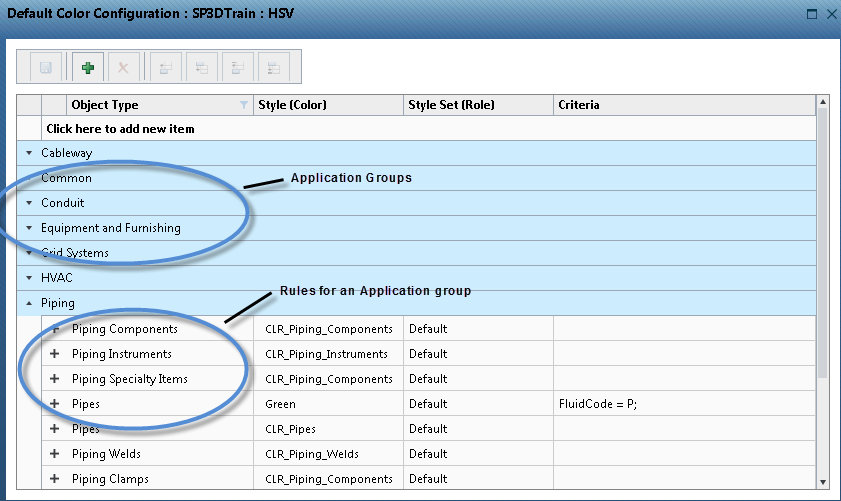 Default Color Configuration : SP3DTrain : HSV
Object Type Style (Color) Style Set (Role) Criteria
Click here to add new item
Cableway
Common
Application Groups
Conduit
Equipment and Furnishing
Grid Systems
HVAC
Rules for an Application group
Piping
Piping Components CLR_Piping_Components Default
Piping Instruments CLR_Piping_Instruments Default
Piping Specialty Items CLR_Piping_Components Default
Pipes Green Default FluidCode = P;
Pipes CLR_Pipes Default
Piping Welds CLR_Piping_Welds Default
Piping Clamps CLR_Piping_Components Default